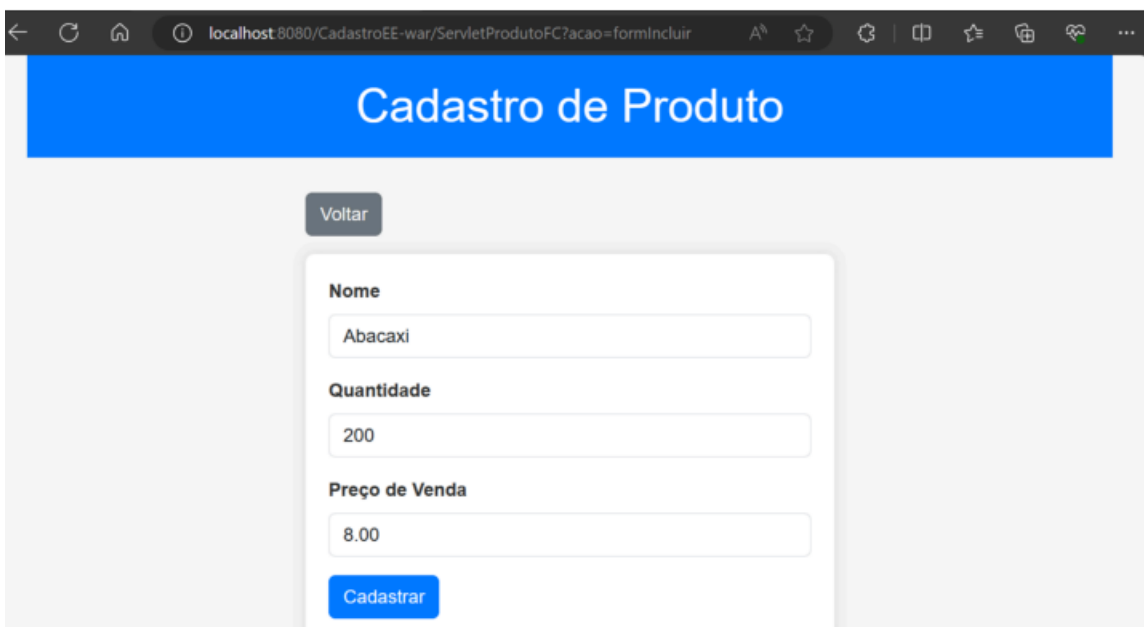 localhost:8080/CadastroEE-war/ServletProdutoFC?acao=formIncluir
Cadastro de Produto
Voltar
Nome
Abacaxi
Quantidade
200
Preço de Venda
8.00
Cadastrar